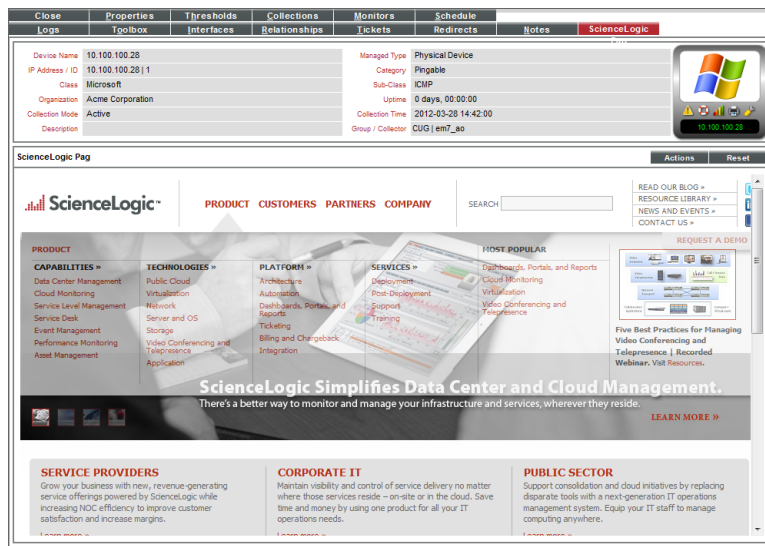 Close Properties Thresholds Collections Monitors Schedule
Logs Toolbox Interfaces Relationships Tickets Redirects Notes ScienceLogic
Device Name 10.100.100.28 Managed Type Physical Device
IP Address / ID 10.100.100.28 | 1 Category Pingable
Class Microsoft Sub-Class ICMP
Organization Acme Corporation Uptime 0 days, 00:00:00
Collection Mode Active Collection Time 2012-03-28 14:42:00
Description Group / Collector CUG | em7_ao
10.100.100.28
ScienceLogic Pag Actions Reset
ScienceLogic
PRODUCT CUSTOMERS PARTNERS COMPANY
SEARCH
READ OUR BLOG »
RESOURCE LIBRARY »
NEWS AND EVENTS »
CONTACT US »
REQUEST A DEMO
PRODUCT
CAPABILITIES »
Data Center Management
Cloud Monitoring
Service Level Management
Service Desk
Event Management
Performance Monitoring
Asset Management
TECHNOLOGIES »
Public Cloud
Virtualization
Network
Server and OS
Storage
Video Conferencing and
Telepresence
Application
PLATFORM »
Architecture
Automation
Dashboards, Portals, and
Reports
Ticketing
Billing and Chargeback
Integration
SERVICES »
Deployment
Post-Deployment
Support
Training
MOST POPULAR
Dashboards, Portals, and Reports
Cloud Monitoring
Virtualization
Video Conferencing and
Telepresence
Five Best Practices for Managing
Video Conferencing and
Telepresence | Recorded
Webinar. Visit Resources.
ScienceLogic Simplifies Data Center and Cloud Management.
There's a better way to monitor and manage your infrastructure and services, wherever they reside.
LEARN MORE »
SERVICE PROVIDERS
Grow your business with new, revenue-generating
service offerings powered by ScienceLogic while
increasing NOC efficiency to improve customer
satisfaction and increase margins.
Learn more »
CORPORATE IT
Maintain visibility and control of service delivery no matter
where those services reside – on-site or in the cloud. Save
time and money by using one product for all your IT
operations needs.
Learn more »
PUBLIC SECTOR
Support consolidation and cloud initiatives by replacing
disparate tools with a next-generation IT operations
management system. Equip your IT staff to manage
computing anywhere.
Learn more »